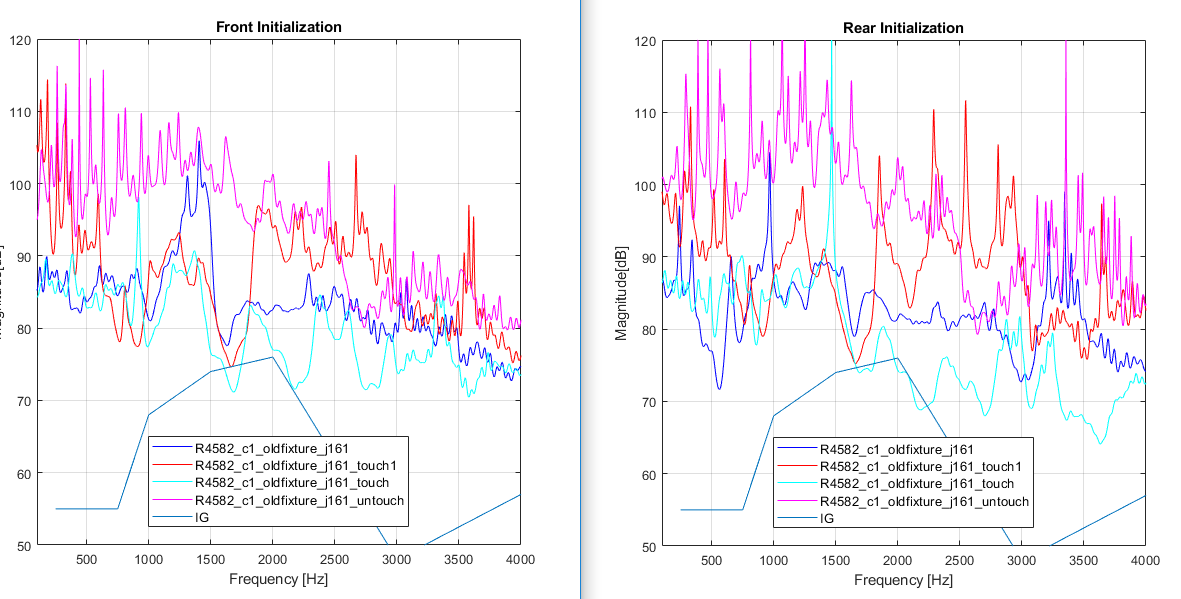 Front Initialization
120
110
100
90
80
70
60
50
500 1000 1500 2000 2500 3000 3500 4000
Frequency [Hz]
R4582_c1_oldfixture_j161
R4582_c1_oldfixture_j161_touch1
R4582_c1_oldfixture_j161_touch
R4582_c1_oldfixture_j161_untouch
IG
Rear Initialization
Magnitude[dB]
120
110
100
90
80
70
60
50
500 1000 1500 2000 2500 3000 3500 4000
Frequency [Hz]
R4582_c1_oldfixture_j161
R4582_c1_oldfixture_j161_touch1
R4582_c1_oldfixture_j161_touch
R4582_c1_oldfixture_j161_untouch
IG